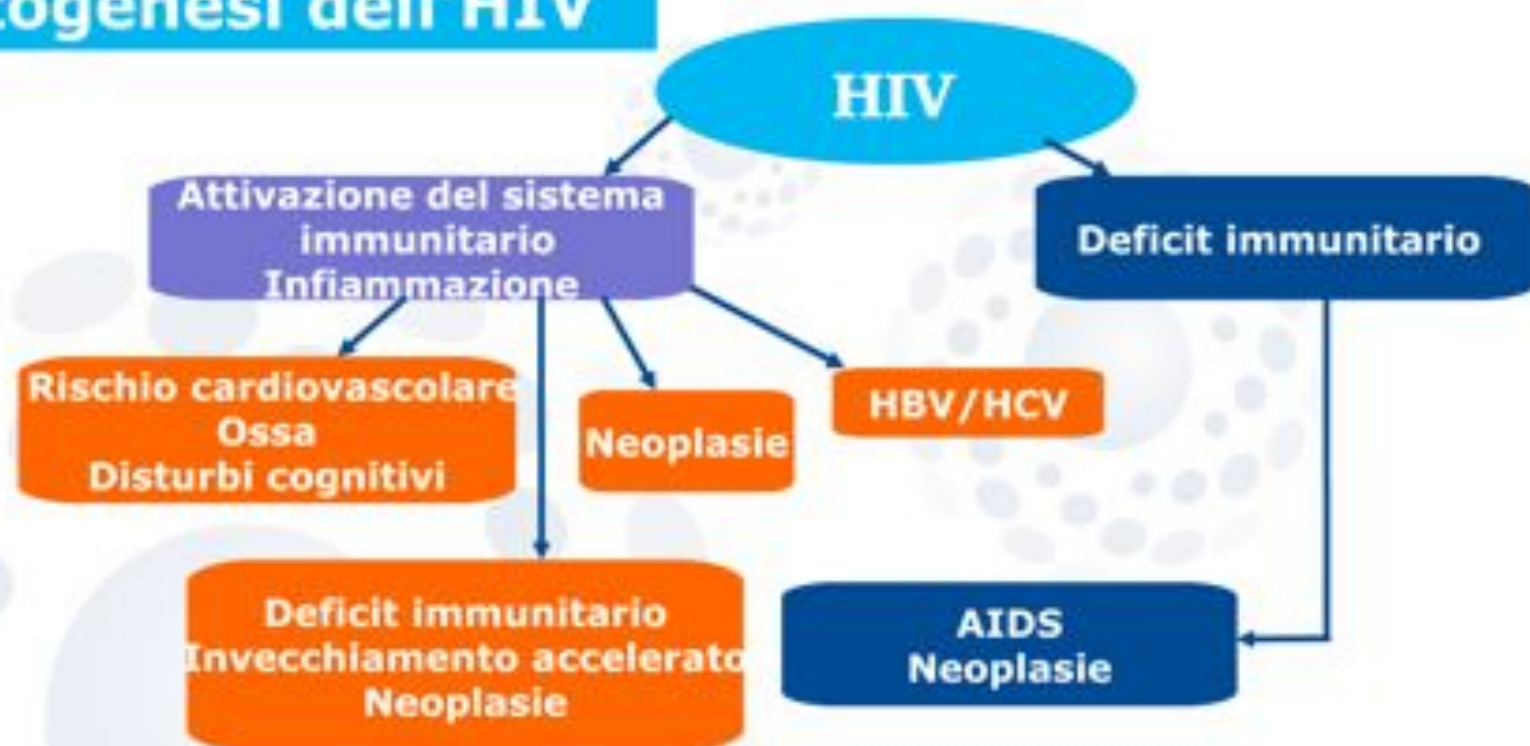 togenesi dell'HIV
HIV
Attivazione del sistema
immunitario
Infiammazione
Deficit immunitario
Rischio cardiovascolare
Ossa
Disturbi cognitivi
Neoplasie
HBV/HCV
Deficit immunitario
Invecchiamento accelerato
Neoplasie
AIDS
Neoplasie